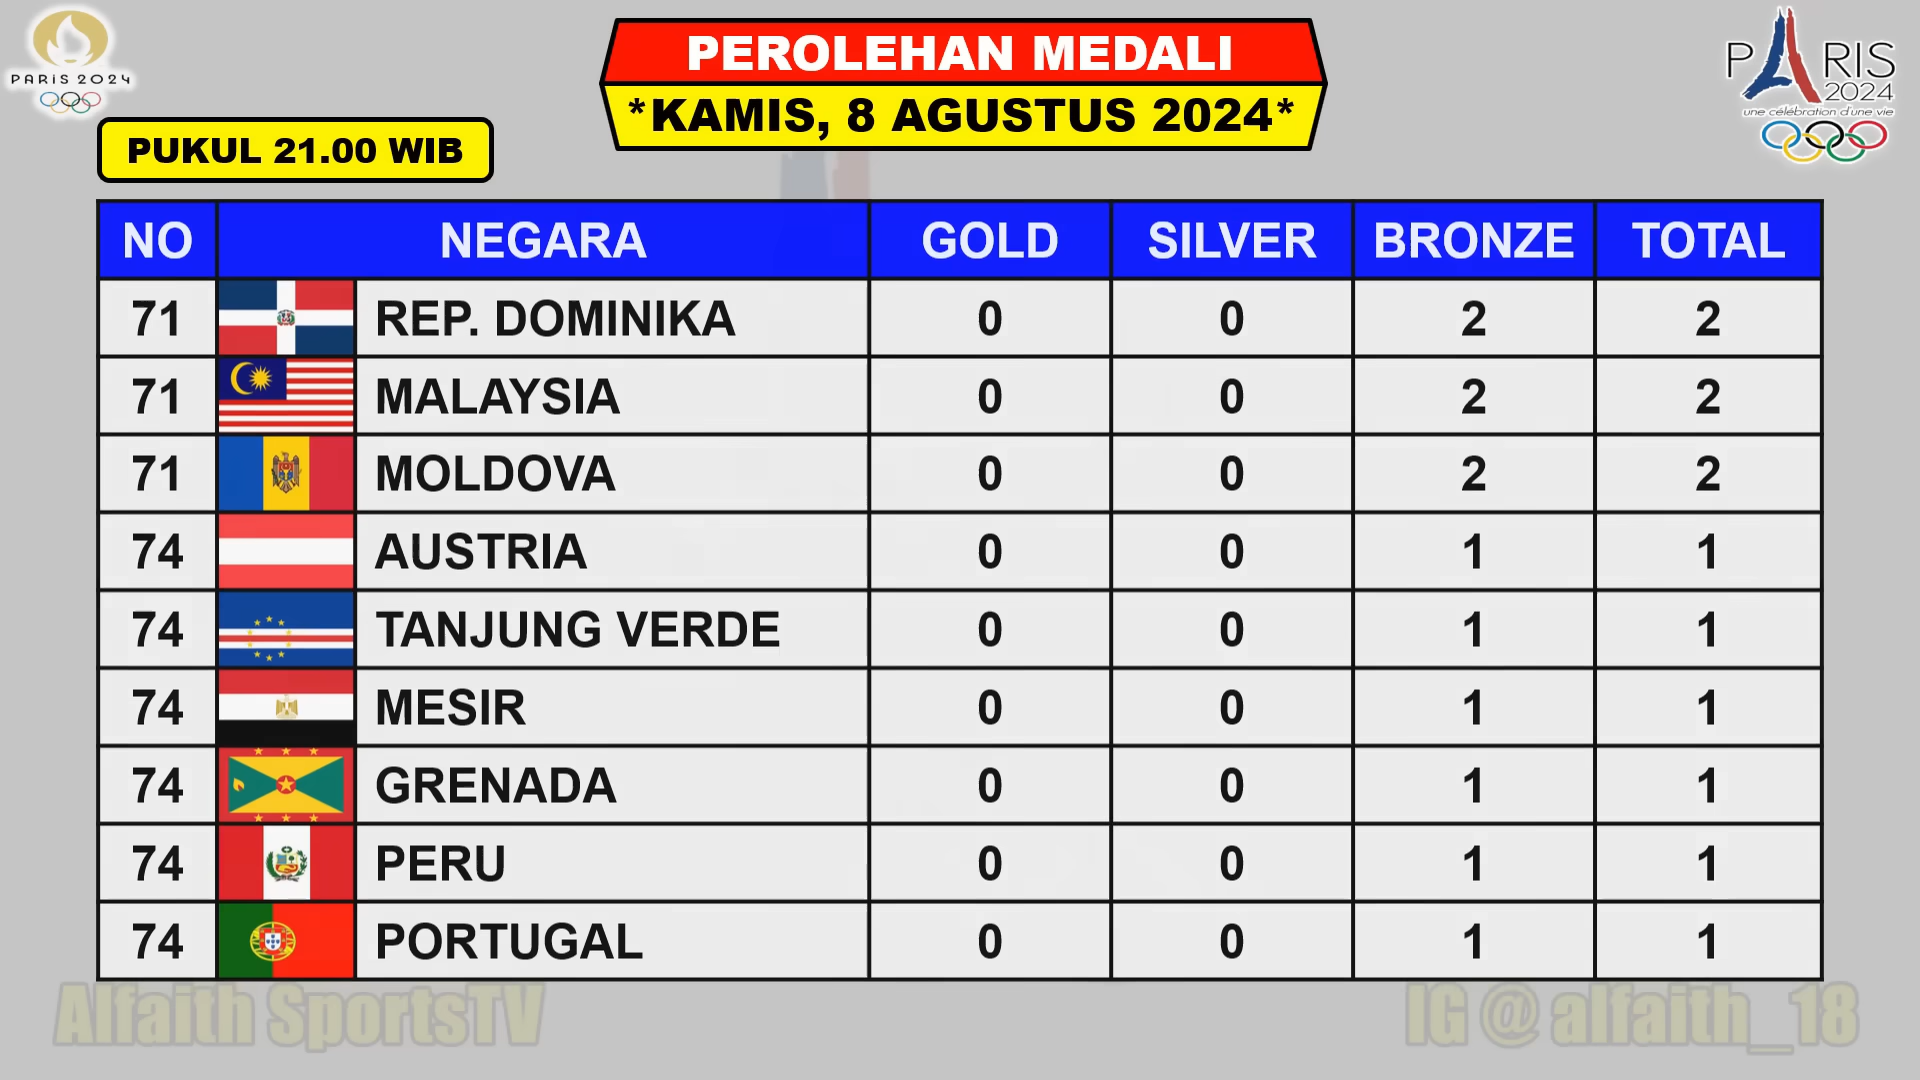 PARIS 2024
PEROLEHAN MEDALI
*KAMIS, 8 AGUSTUS 2024*
PARIS
2024
une célébration d'une vie
PUKUL 21.00 WIB
NO NEGARA GOLD SILVER BRONZE TOTAL
71 REP. DOMINIKA 0 0 2 2
71 MALAYSIA 0 0 2 2
71 MOLDOVA 0 0 2 2
74 AUSTRIA 0 0 1 1
74 TANJUNG VERDE 0 0 1 1
74 MESIR 0 0 1 1
74 GRENADA 0 0 1 1
74 PERU 0 0 1 1
74 PORTUGAL 0 0 1 1
Alfaith SportsTV
IG @ alfaith_18